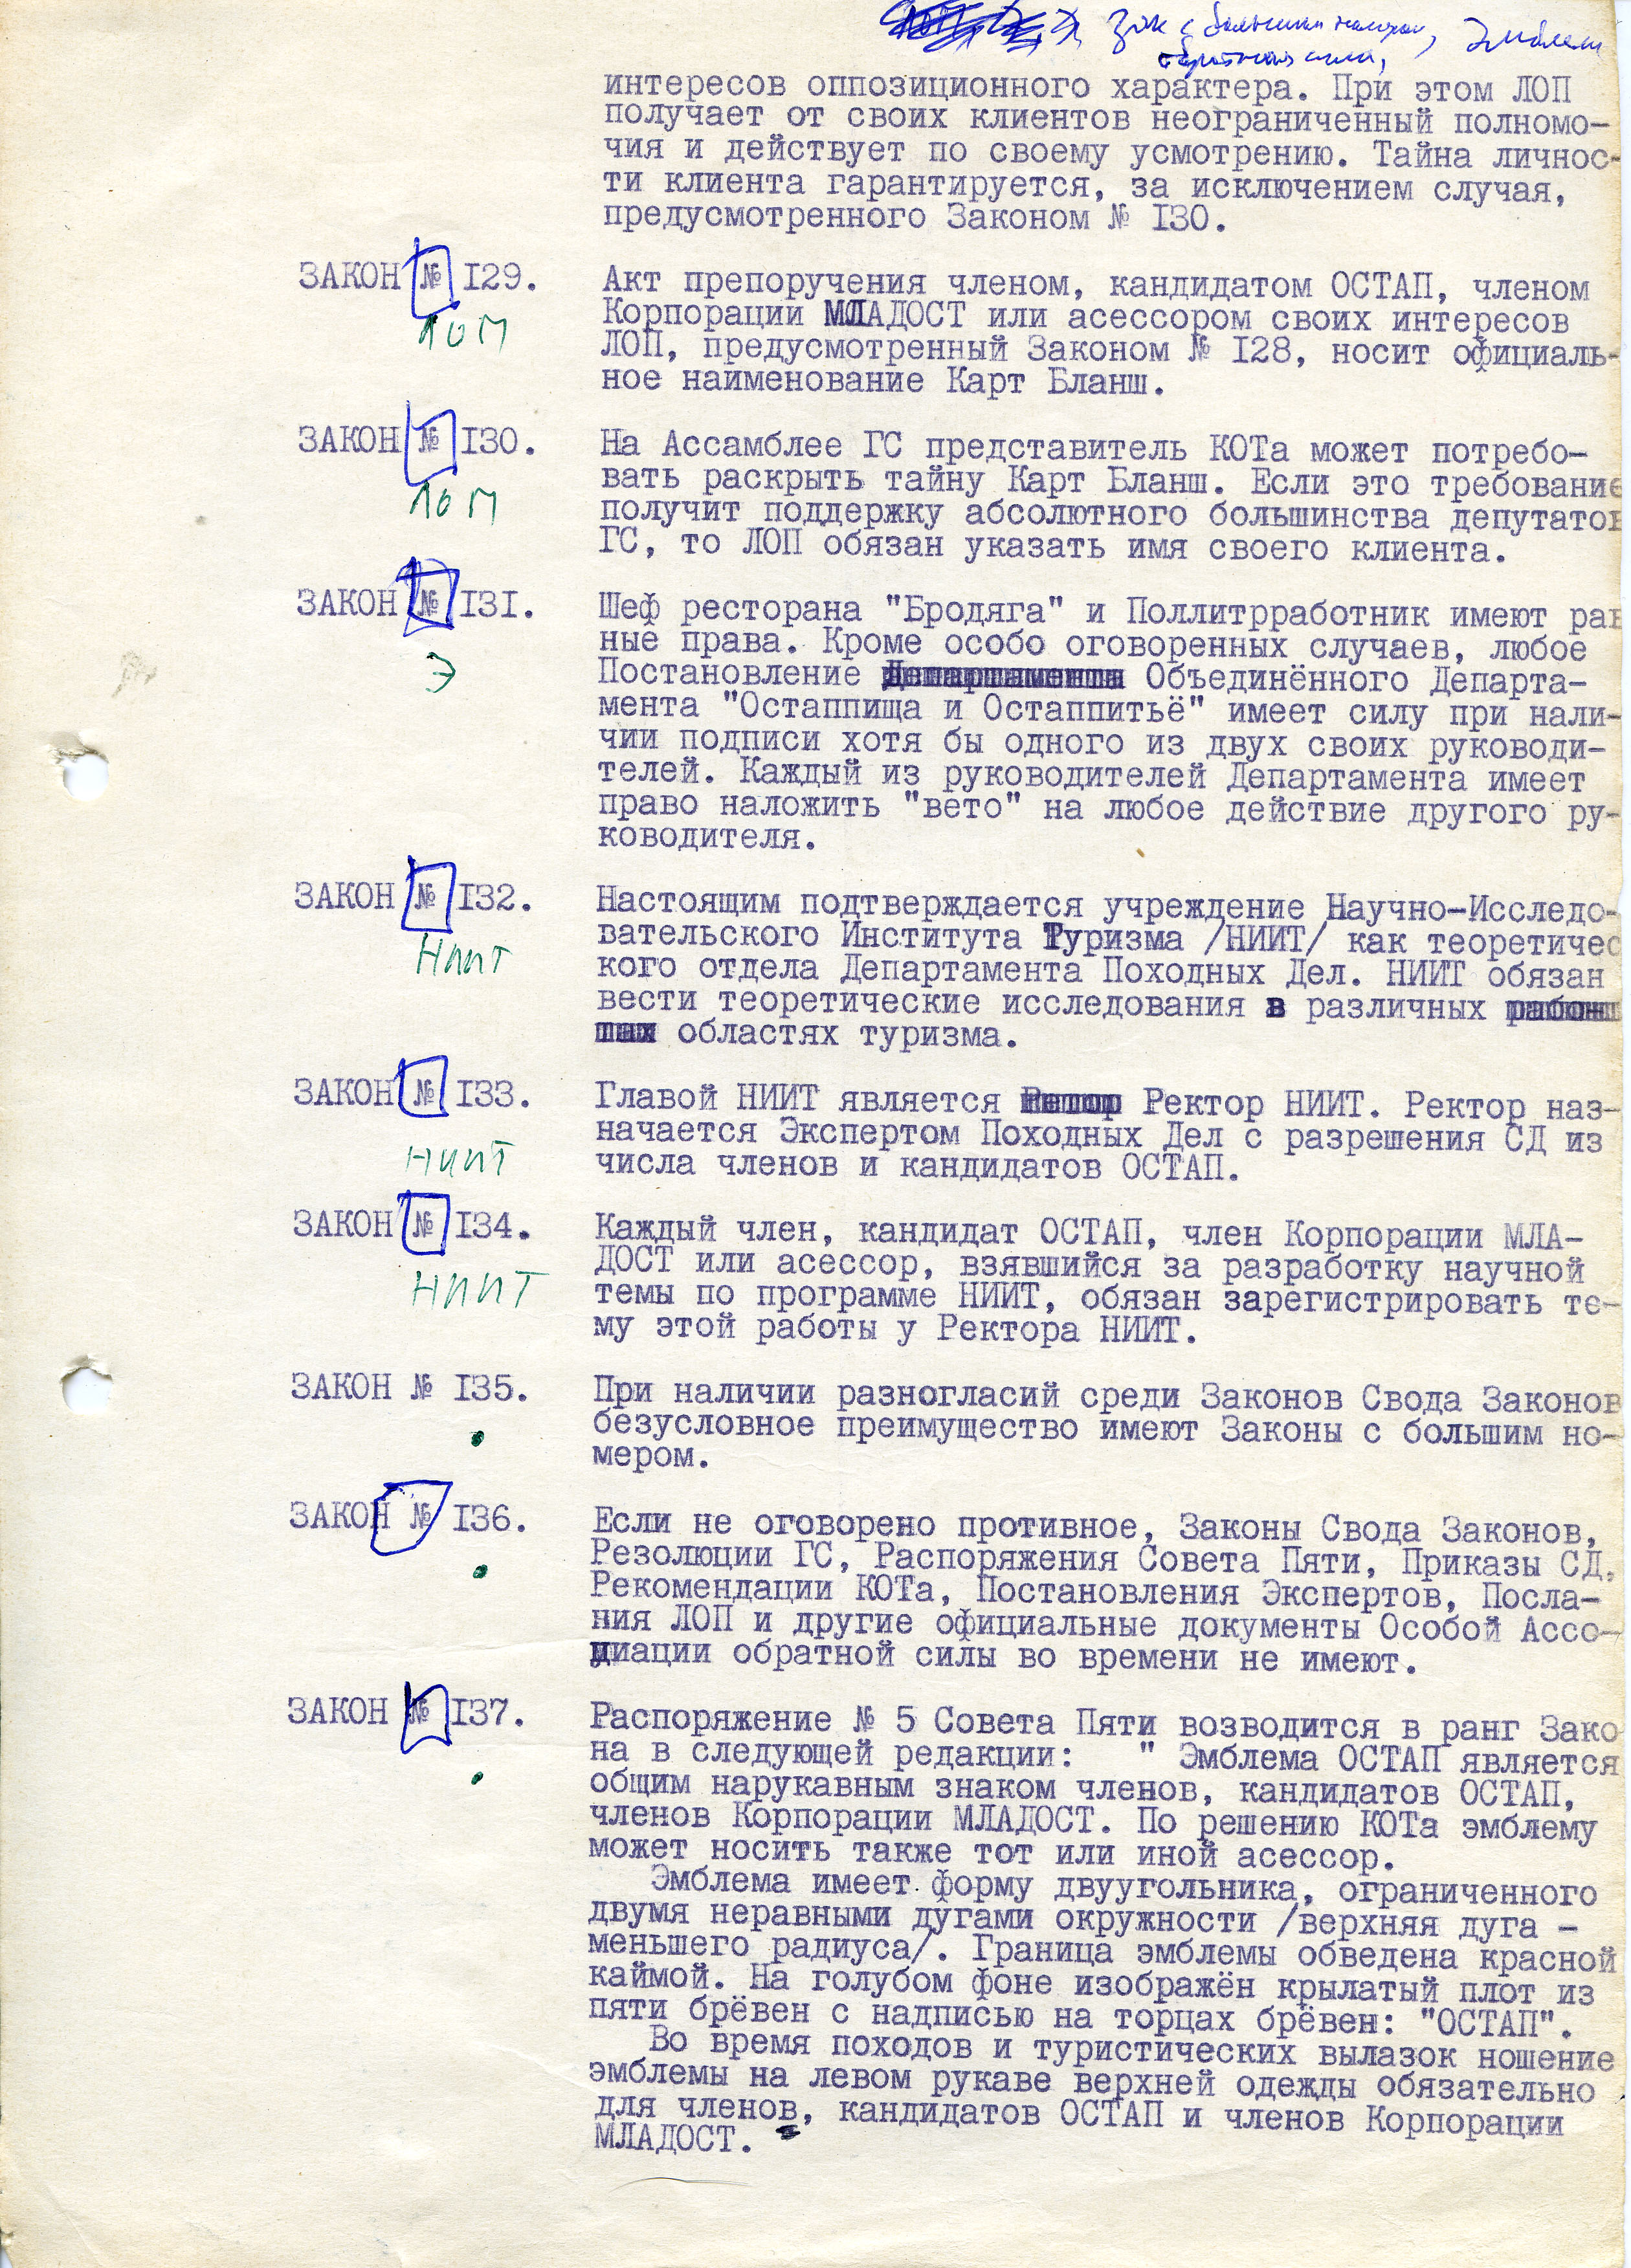 Зак с большим номером, Эмблема
обратная сила,
интересов оппозиционного характера. При этом ЛОП
получает от своих клиентов неограниченный полномо-
чия и действует по своему усмотрению. Тайна личнос-
ти клиента гарантируется, за исключением случая,
предусмотренного Законом № I30.
ЗАКОН № I29. Акт препоручения членом, кандидатом ОСТАП, членом
Корпорации МЛАДОСТ или асессором своих интересов
ЛОП
ЛОП, предусмотренный Законом № I28, носит официаль-
ное наименование Карт Бланш.
ЗАКОН № I30. На Ассамблее ГС представитель КОТа может потребо-
вать раскрыть тайну Карт Бланш. Если это требование
ЛОП
получит поддержку абсолютного большинства депутатов
ГС, то ЛОП обязан указать имя своего клиента.
ЗАКОН № I3I. Шеф ресторана "Бродяга" и Поллитрработник имеют рав
ные права. Кроме особо оговоренных случаев, любое
Э
Постановление Департамента Объединённого Департа-
мента "Остаппища и Остаппитьё" имеет силу при нали-
чии подписи хотя бы одного из двух своих руководи-
телей. Каждый из руководителей Департамента имеет
право наложить "вето" на любое действие другого ру-
ководителя.
ЗАКОН № I32. Настоящим подтверждается учреждение Научно-Исследо-
вательского Института Туризма /НИИТ/ как теоретичес
НИИТ
кого отдела Департамента Походных Дел. НИИТ обязан
вести теоретические исследования в различных
областях туризма.
ЗАКОН № I33. Главой НИИТ является Ректор НИИТ. Ректор наз-
начается Экспертом Походных Дел с разрешения СД из
НИИТ
числа членов и кандидатов ОСТАП.
ЗАКОН № I34. Каждый член, кандидат ОСТАП, член Корпорации МЛА-
ДОСТ или асессор, взявшийся за разработку научной
НИИТ
темы по программе НИИТ, обязан зарегистрировать те-
му этой работы у Ректора НИИТ.
ЗАКОН № I35. При наличии разногласий среди Законов Свода Законов
безусловное преимущество имеют Законы с большим но-
мером.
ЗАКОН № I36. Если не оговорено противное, Законы Свода Законов,
Резолюции ГС, Распоряжения Совета Пяти, Приказы СД,
Рекомендации КОТа, Постановления Экспертов, Посла-
ния ЛОП и другие официальные документы Особой Ассо-
циации обратной силы во времени не имеют.
ЗАКОН № I37. Распоряжение № 5 Совета Пяти возводится в ранг Зако
на в следующей редакции: " Эмблема ОСТАП является
общим нарукавным знаком членов, кандидатов ОСТАП,
членов Корпорации МЛАДОСТ. По решению КОТа эмблему
может носить также тот или иной асессор.
Эмблема имеет форму двуугольника, ограниченного
двумя неравными дугами окружности /верхняя дуга -
меньшего радиуса/. Граница эмблемы обведена красной
каймой. На голубом фоне изображён крылатый плот из
пяти брёвен с надписью на торцах брёвен: "ОСТАП".
Во время походов и туристических вылазок ношение
эмблемы на левом рукаве верхней одежды обязательно
для членов, кандидатов ОСТАП и членов Корпорации
МЛАДОСТ.